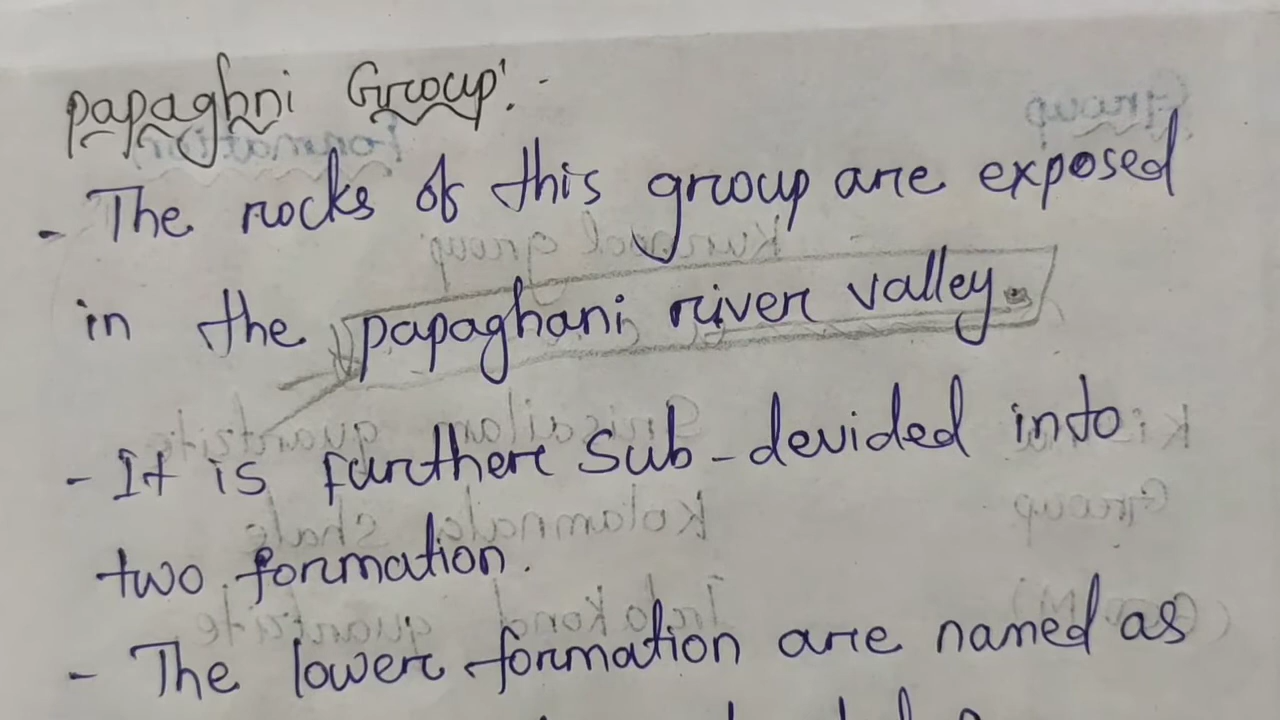 papaghni Group:-
- The rocks of this group are exposed
in the papaghani river valley.
- It is further sub-devided into
two formation.
- The lower formation are named as